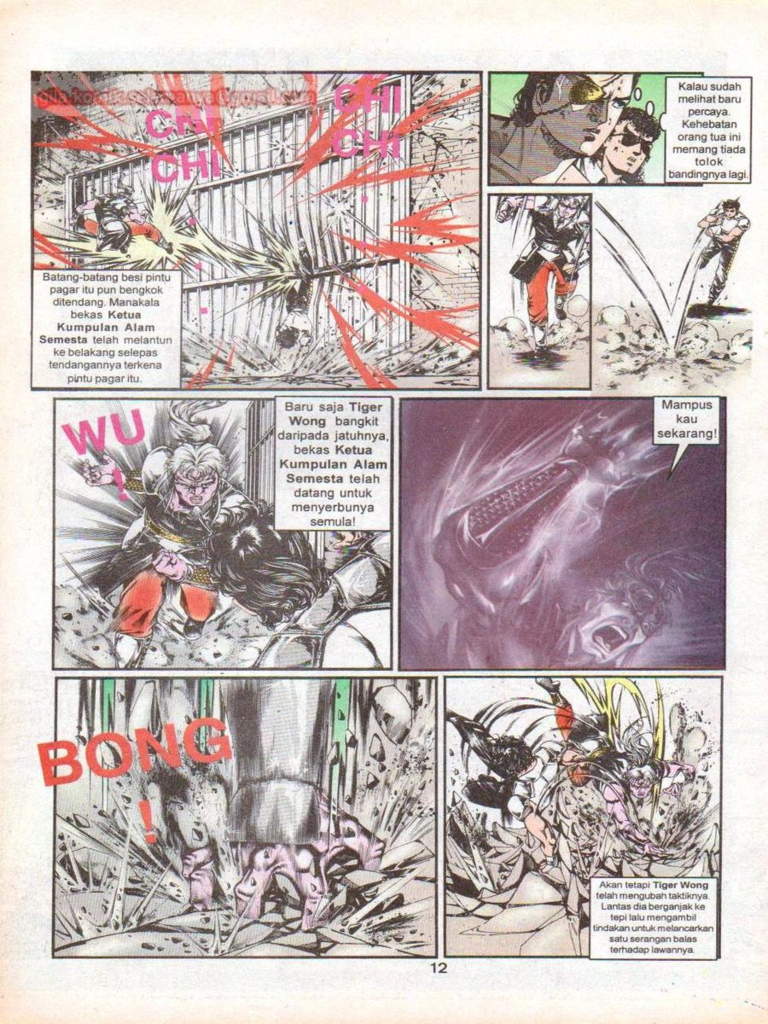 CHI CHI
CHI CHI
Batang-batang besi pintu
pagar itu pun bengkok
ditendang. Manakala
bekas Ketua
Kumpulan Alam
Semesta telah melantun
ke belakang selepas
tendangannya terkena
pintu pagar itu.
Kalau sudah
melihat baru
percaya.
Kehebatan
orang tua ini
memang tiada
tolok
bandingnya lagi.
WU
!
Baru saja Tiger
Wong bangkit
daripada jatuhnya,
bekas Ketua
Kumpulan Alam
Semesta telah
datang untuk
menyerbunya
semula!
Mampus
kau
sekarang!
BONG
!
Akan tetapi Tiger Wong
telah mengubah taktiknya.
Lantas dia berganjak ke
tepi lalu mengambil
tindakan untuk melancarkan
satu serangan balas
terhadap lawannya.
12